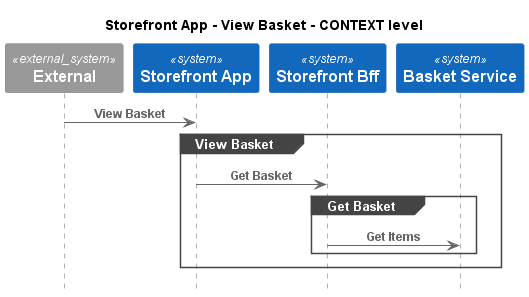 Storefront App - View Basket - CONTEXT level
«external_system»
External
«system»
Storefront App
«system»
Storefront Bff
«system»
Basket Service
View Basket
View Basket
Get Basket
Get Basket
Get Items